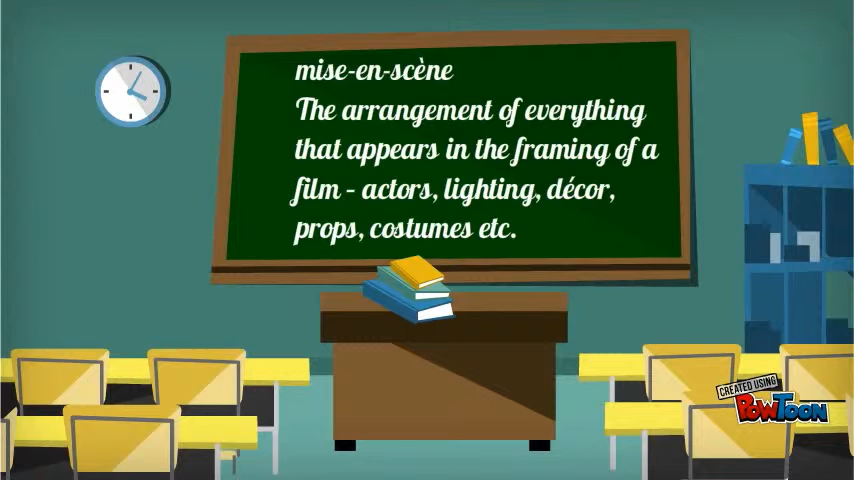 mise-en-scène
The arrangement of everything
that appears in the framing of a
film – actors, lighting, décor,
props, costumes etc.
CREATED USING
POWTOON